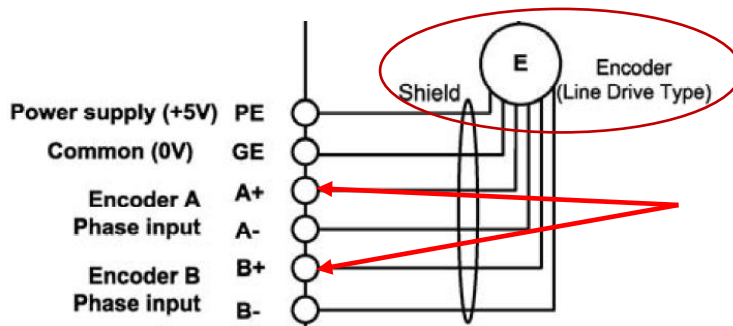 E
Encoder
(Line Drive Type)
Shield
Power supply (+5V) PE
Common (0V) GE
Encoder A
Phase input
A+
A-
Encoder B
Phase input
B+
B-